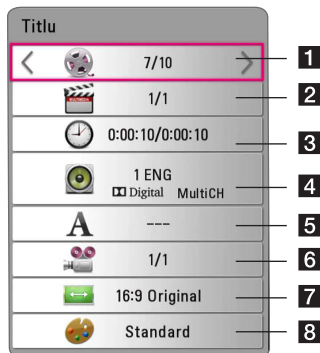 Titlu
7/10 1
MULTIMEDIA
1/1 2
0:00:10/0:00:10 3
1 ENG
Digital MultiCH 4
A --- 5
1/1 6
16:9 Original 7
Standard 8